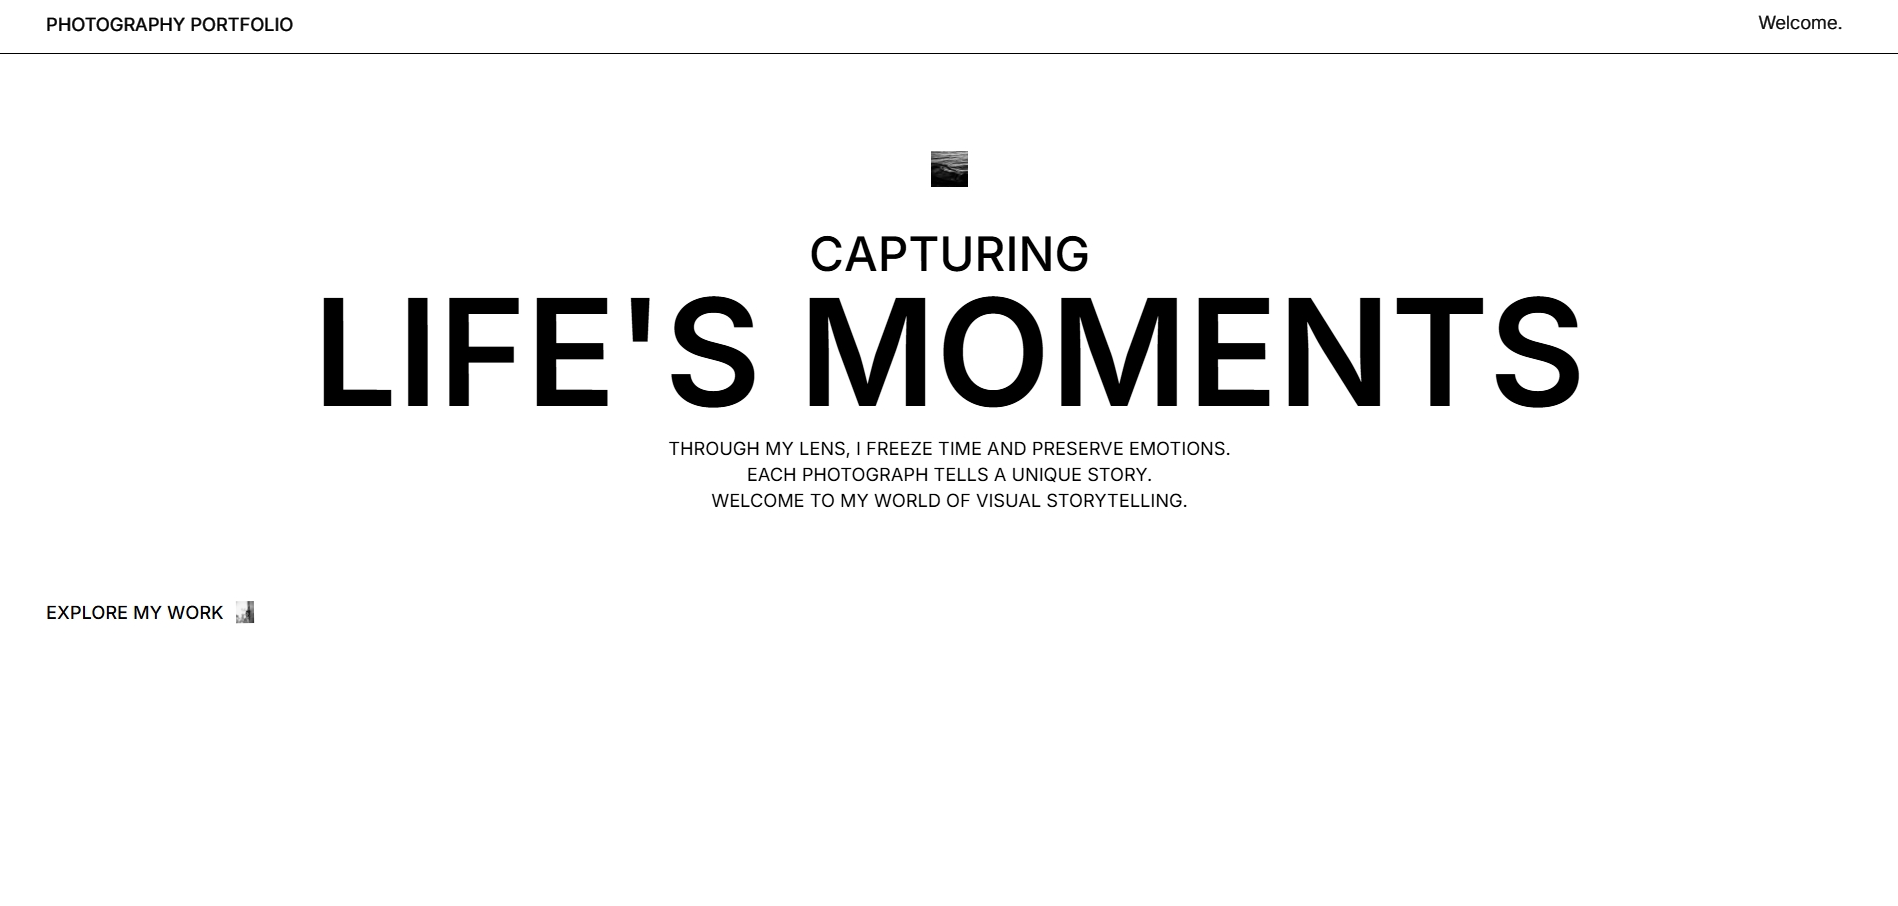 PHOTOGRAPHY PORTFOLIO
Welcome.
CAPTURING
LIFE'S MOMENTS
THROUGH MY LENS, I FREEZE TIME AND PRESERVE EMOTIONS.
EACH PHOTOGRAPH TELLS A UNIQUE STORY.
WELCOME TO MY WORLD OF VISUAL STORYTELLING.
EXPLORE MY WORK